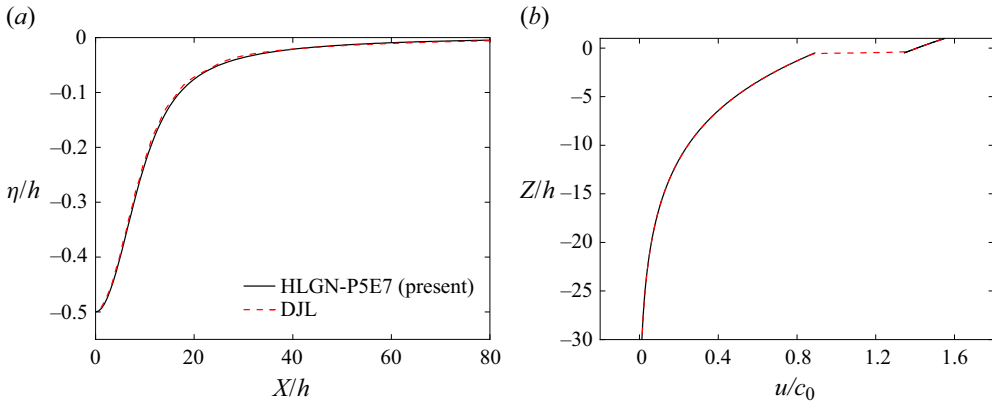 (a)
0
–0.1
–0.2
–0.3
–0.4
–0.5
η/h
HLGN-P5E7 (present)
DJL
0 20 40 60 80
X/h
(b)
0
–5
–10
–15
–20
–25
–30
Z/h
0 0.4 0.8 1.2 1.6
u/c₀